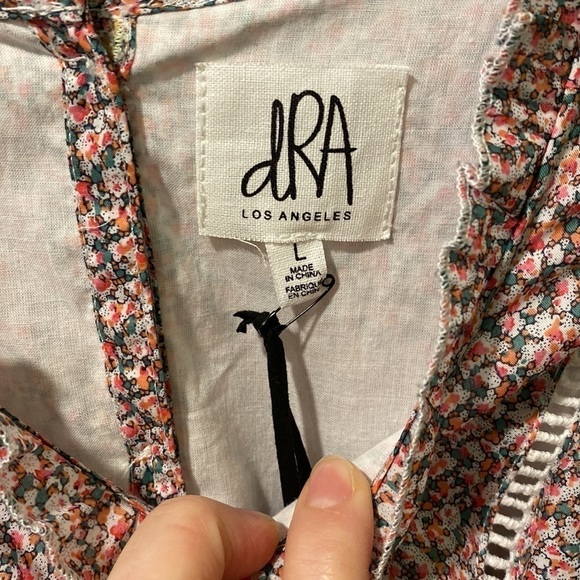 dRA
LOS ANGELES
L
MADE
IN CHINA
FABRIQUÉ
EN CHINE